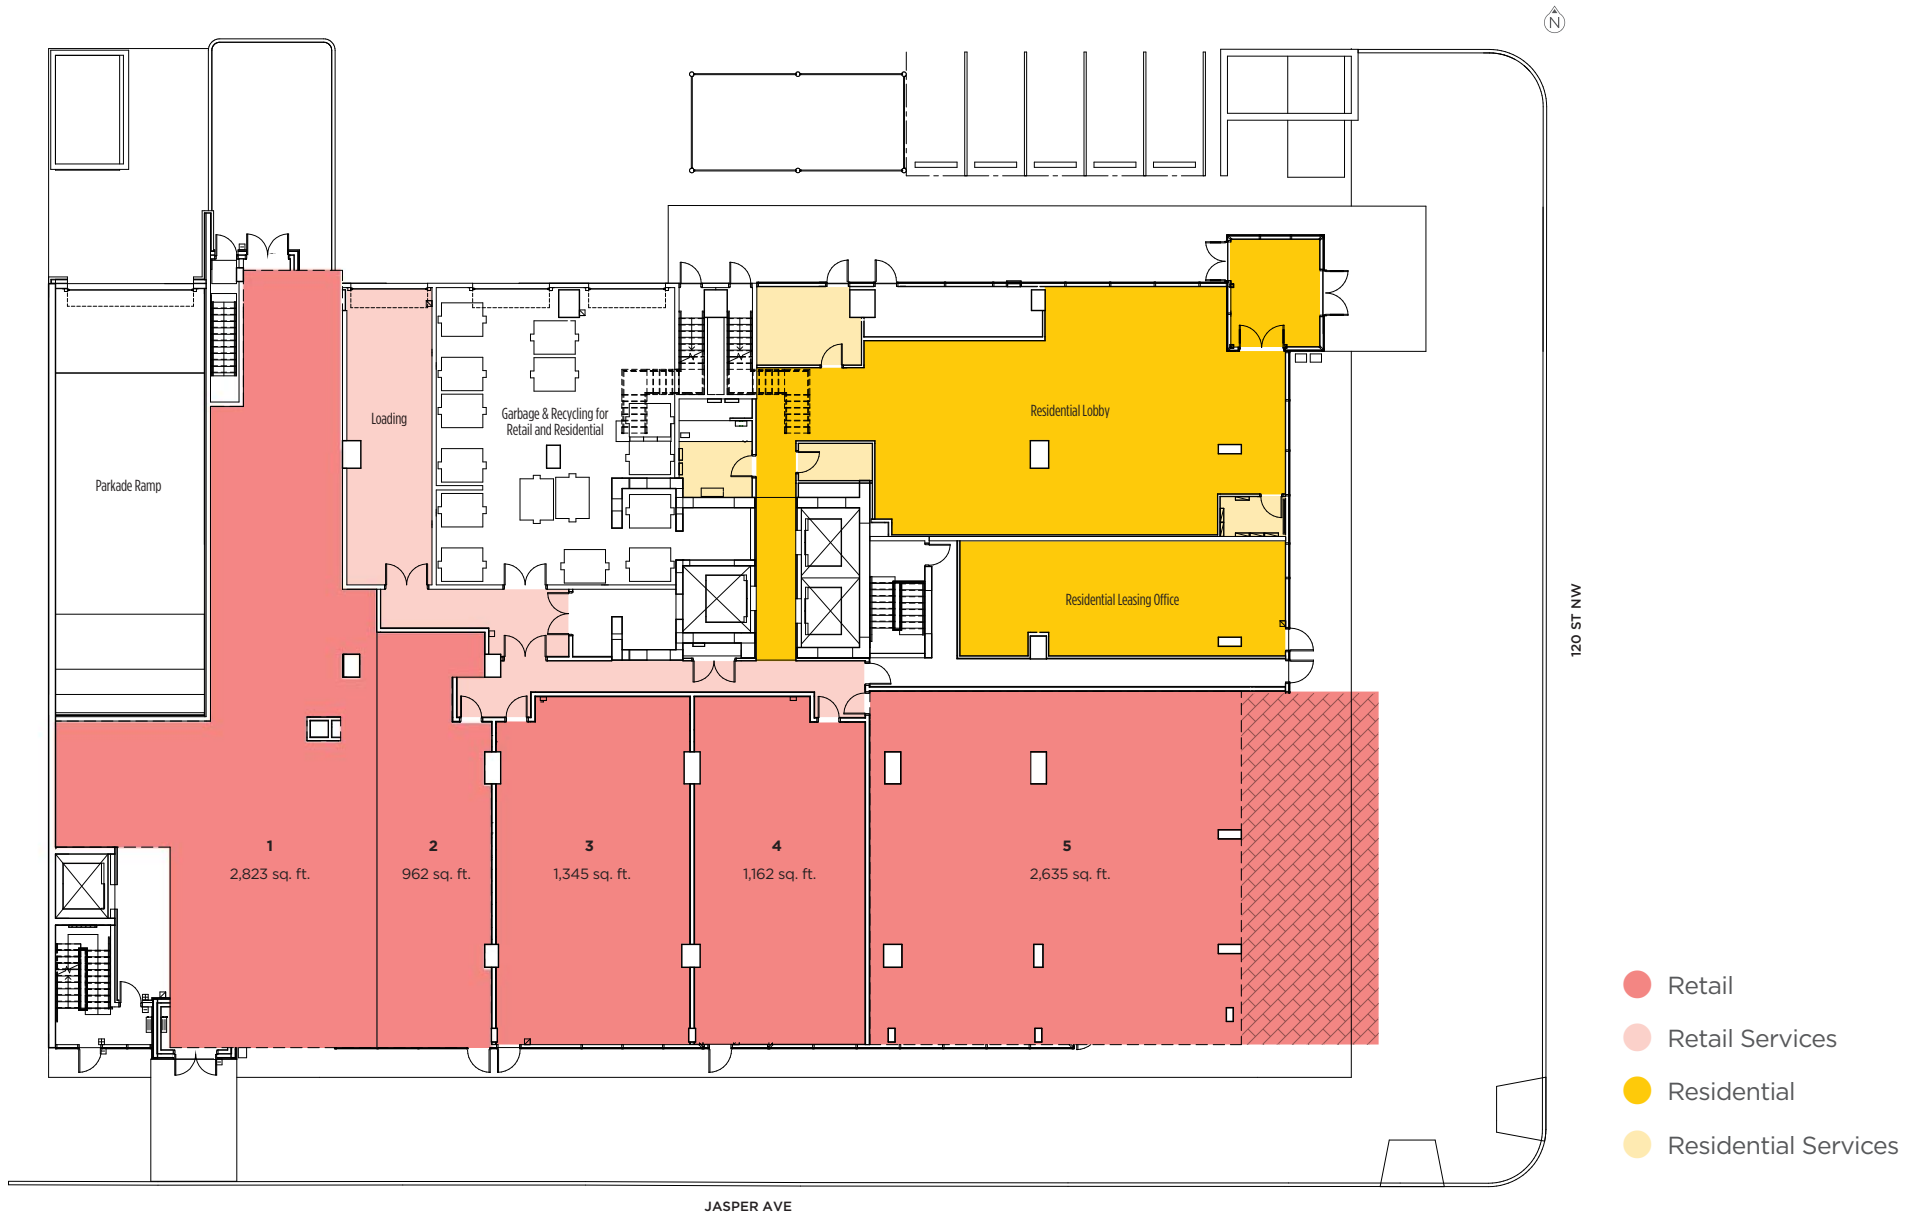 N
Loading
Garbage & Recycling for
Retail and Residential
Residential Lobby
Parkade Ramp
Residential Leasing Office
120 ST NW
1
2,823 sq. ft.
2
962 sq. ft.
3
1,345 sq. ft.
4
1,162 sq. ft.
5
2,635 sq. ft.
Retail
Retail Services
Residential
Residential Services
JASPER AVE